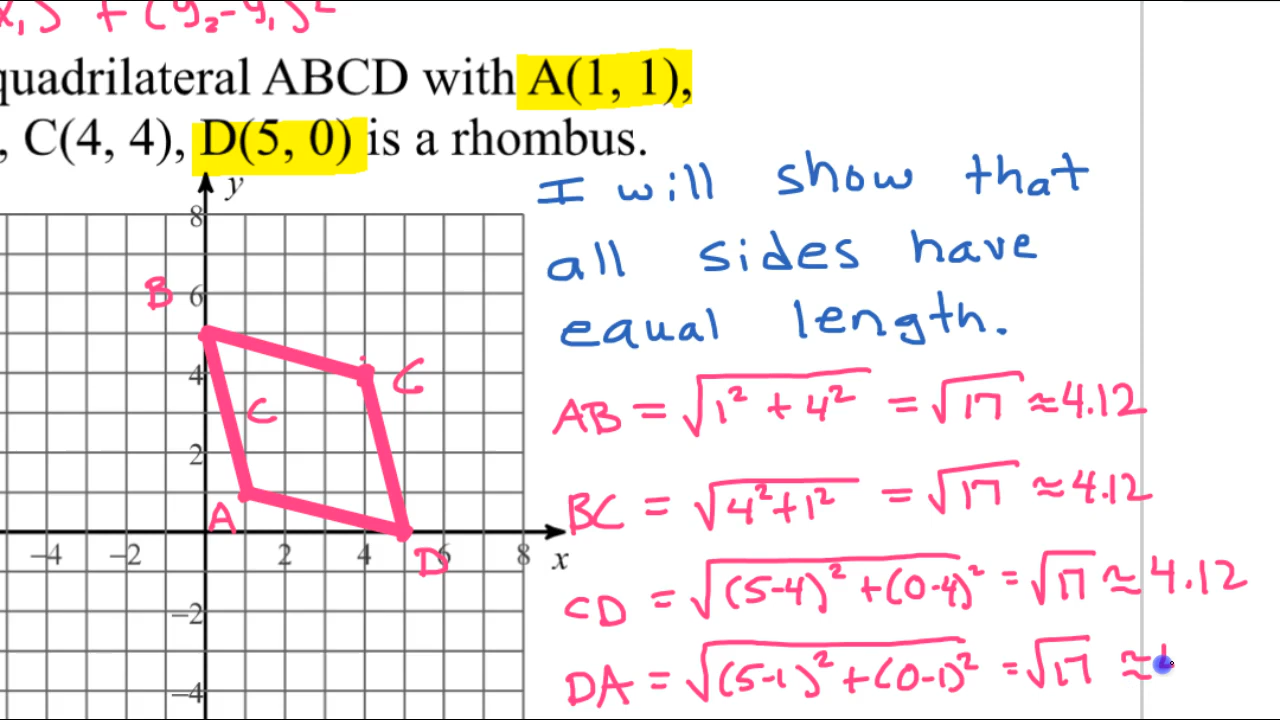 x₁) + (y₂-y₁)²
quadrilateral ABCD with A(1, 1),
, C(4, 4), D(5, 0) is a rhombus.
I will show that
all sides have
equal length.
y
8
B 6
4 C
C
2
A
-4 -2 2 4 6 8 x
D
-2
-4
AB = √1² + 4² = √17 ≈ 4.12
BC = √4² + 1² = √17 ≈ 4.12
CD = √(5-4)² + (0-4)² = √17 ≈ 4.12
DA = √(5-1)² + (0-1)² = √17 ≈